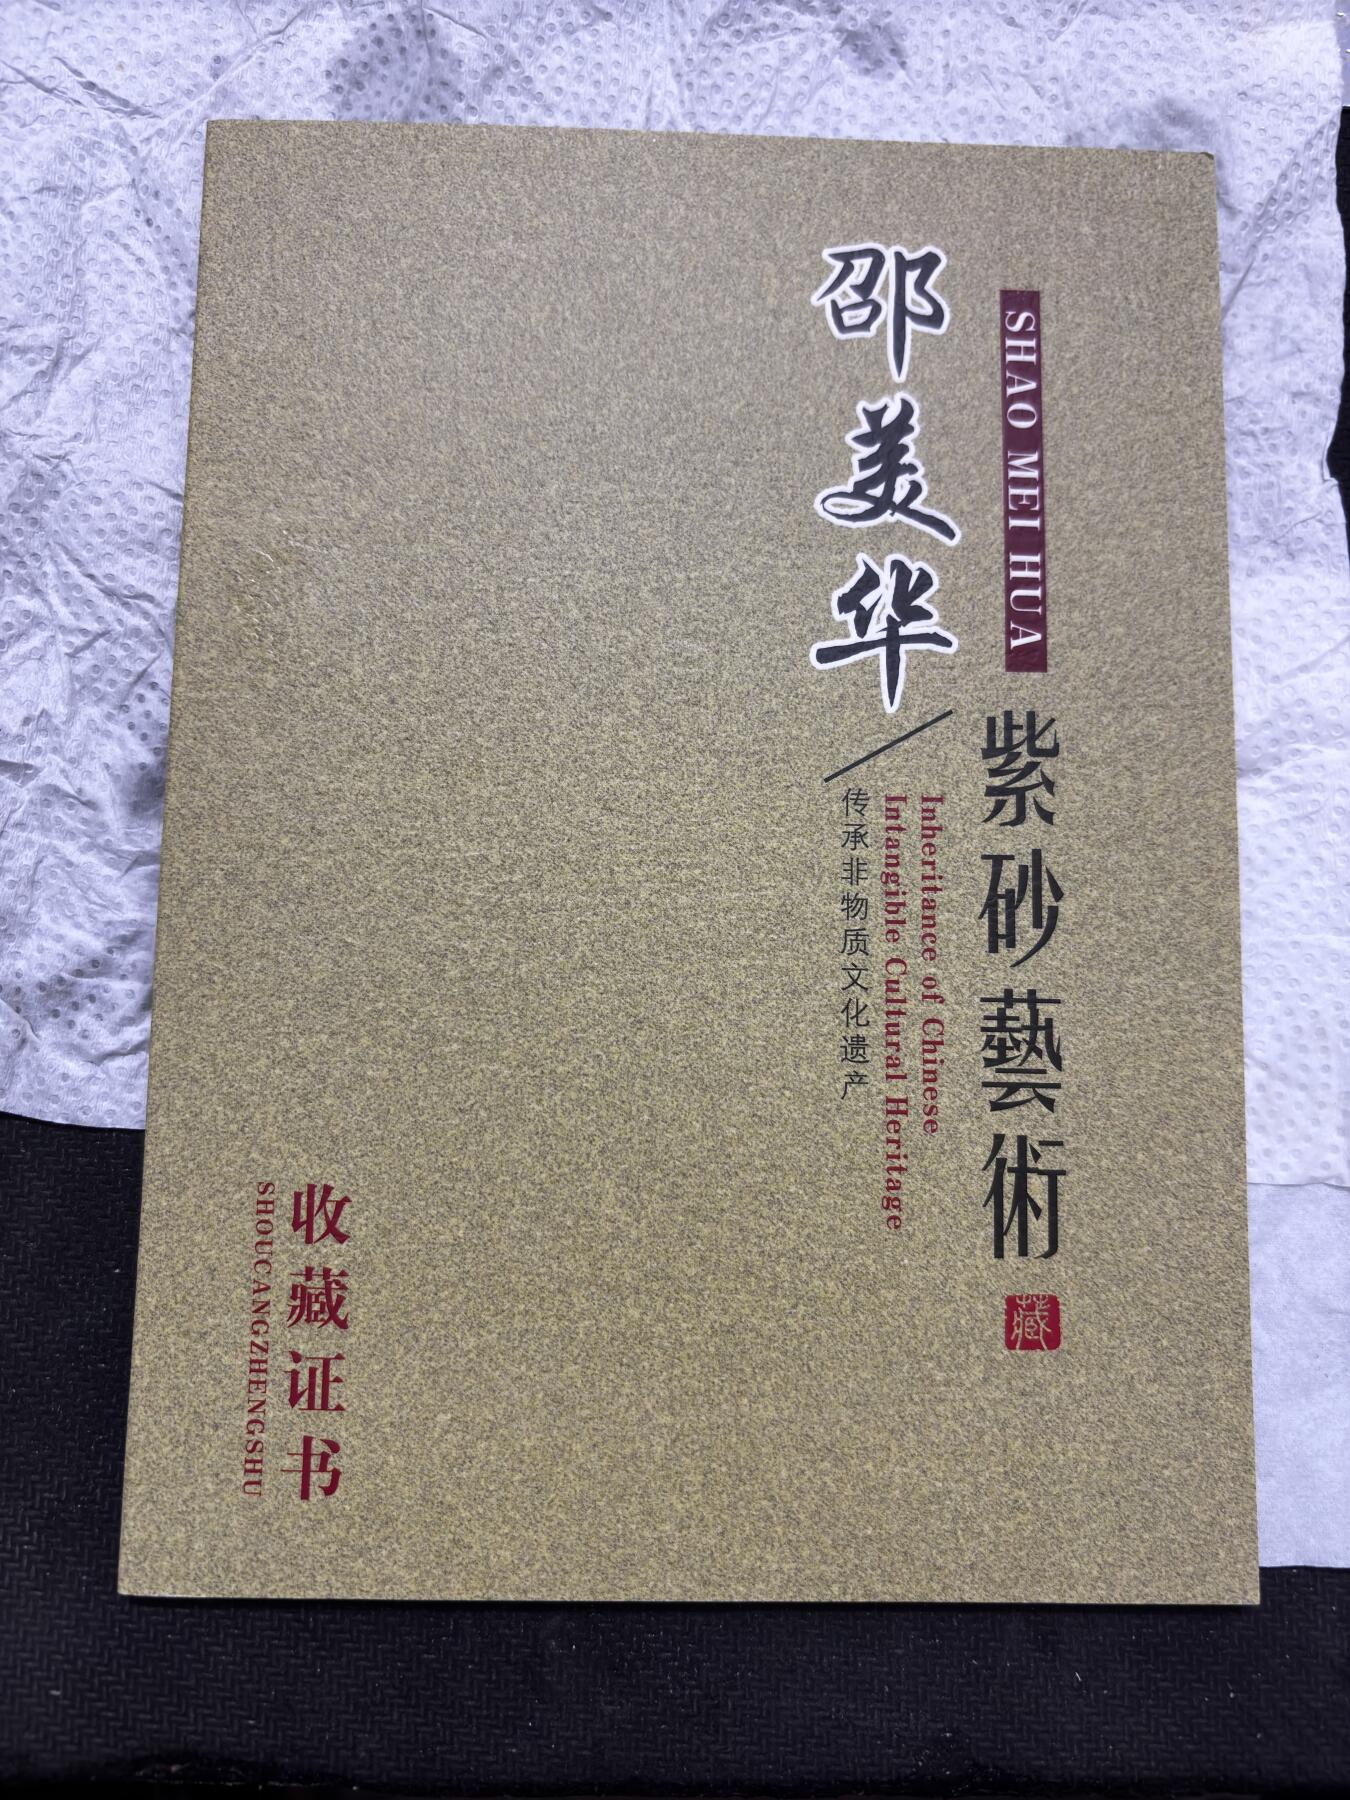 SHAO MEI HUA
紫砂藝術
藏
邵美华
Inheritance of Chinese
Intangible Cultural Heritage
传承非物质文化遗产
收藏证书
SHOUCANGZHENGSHU